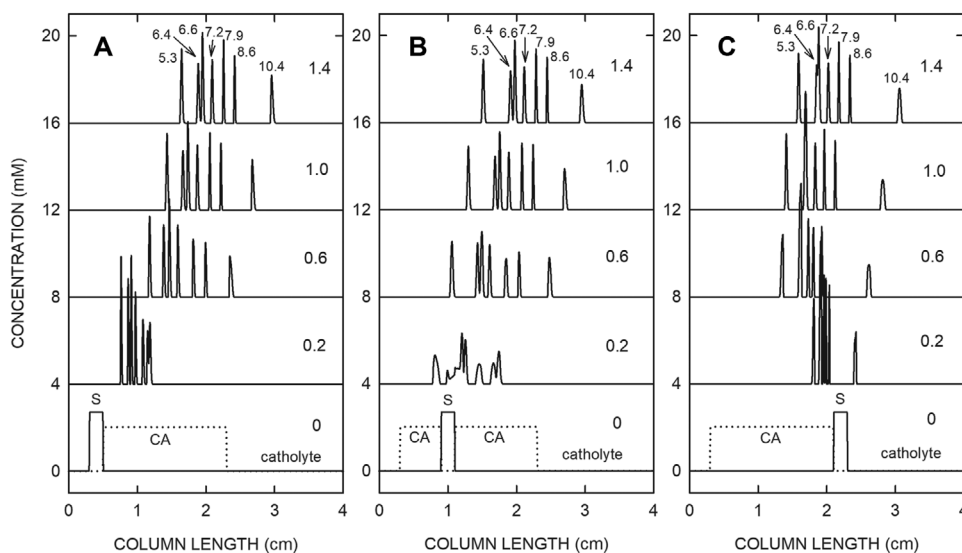 A
6.4
6.6
7.2
7.9
5.3
8.6
10.4
1.4
1.0
0.6
0.2
S
CA
0
catholyte
B
6.4
6.6
7.2
7.9
5.3
8.6
10.4
1.4
1.0
0.6
0.2
S
CA
CA
0
catholyte
C
6.4
6.6
7.2
7.9
5.3
8.6
10.4
1.4
1.0
0.6
0.2
S
CA
0
catholyte
CONCENTRATION (mM)
20
16
12
8
4
0
0 1 2 3 4
0 1 2 3 4
0 1 2 3 4
COLUMN LENGTH (cm)
COLUMN LENGTH (cm)
COLUMN LENGTH (cm)